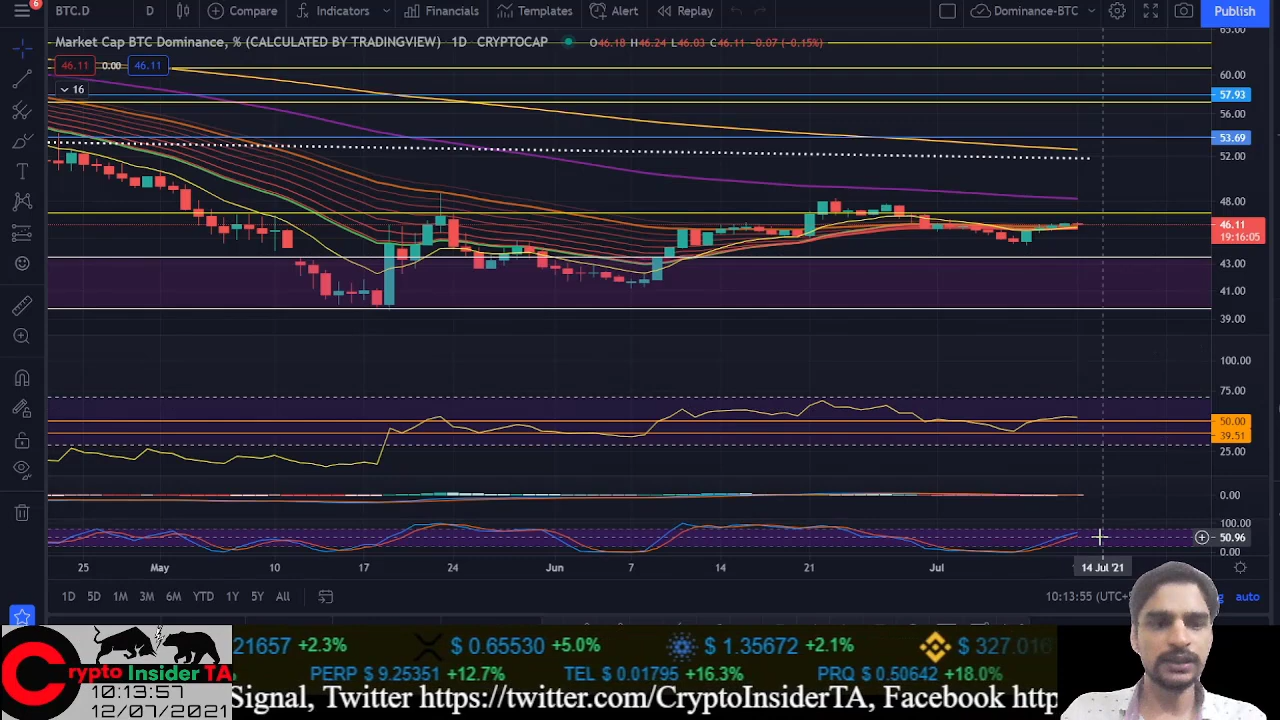 6
BTC.D D Compare Indicators Financials Templates Alert Replay Dominance-BTC Publish
Market Cap BTC Dominance, % (CALCULATED BY TRADINGVIEW) 1D CRYPTOCAP O46.18 H46.24 L46.03 C46.11 -0.07 (-0.15%)
46.11 0.00 46.11
16
65.00
60.00
57.93
56.00
53.69
52.00
48.00
46.11
19:16:05
43.00
41.00
39.00
100.00
75.00
50.00
39.51
25.00
0.00
100.00
50.96
0.00
25 May 10 17 24 Jun 7 14 21 Jul 14 Jul '21
1D 5D 1M 3M 6M YTD 1Y 5Y All 10:13:55 (UTC+5 auto
21657 +2.3% $ 0.65530 +5.0% $ 1.35672 +2.1% $ 327.016
PERP $ 9.25351 +12.7% TEL $ 0.01795 +16.3% PRQ $ 0.50642 +18.0%
Crypto Insider TA
10:13:57
12/07/2021
Signal, Twitter https://twitter.com/CryptoInsiderTA, Facebook http